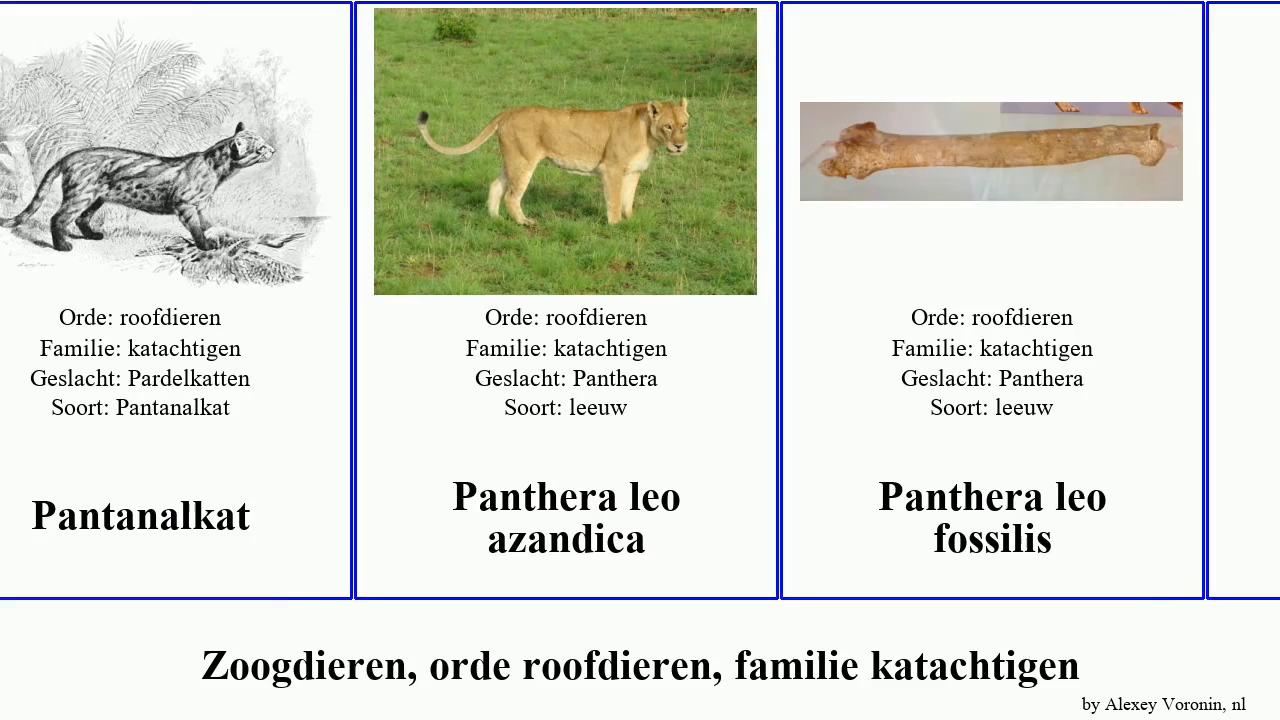 Orde: roofdieren
Familie: katachtigen
Geslacht: Pardelkatten
Soort: Pantanalkat
Pantanalkat
Orde: roofdieren
Familie: katachtigen
Geslacht: Panthera
Soort: leeuw
Panthera leo
azandica
Orde: roofdieren
Familie: katachtigen
Geslacht: Panthera
Soort: leeuw
Panthera leo
fossilis
Zoogdieren, orde roofdieren, familie katachtigen
by Alexey Voronin, nl